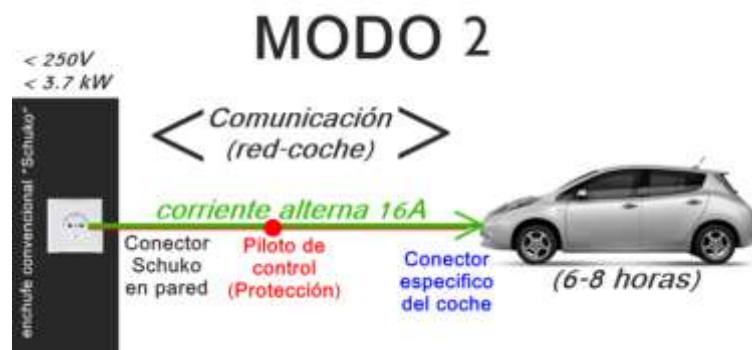 MODO 2
< 250V
< 3.7 kW
enchufe convencional "Schuko"
Comunicación
(red-coche)
corriente alterna 16A
Conector
Schuko
en pared
Piloto de
control
(Protección)
Conector
especifico
del coche
(6-8 horas)